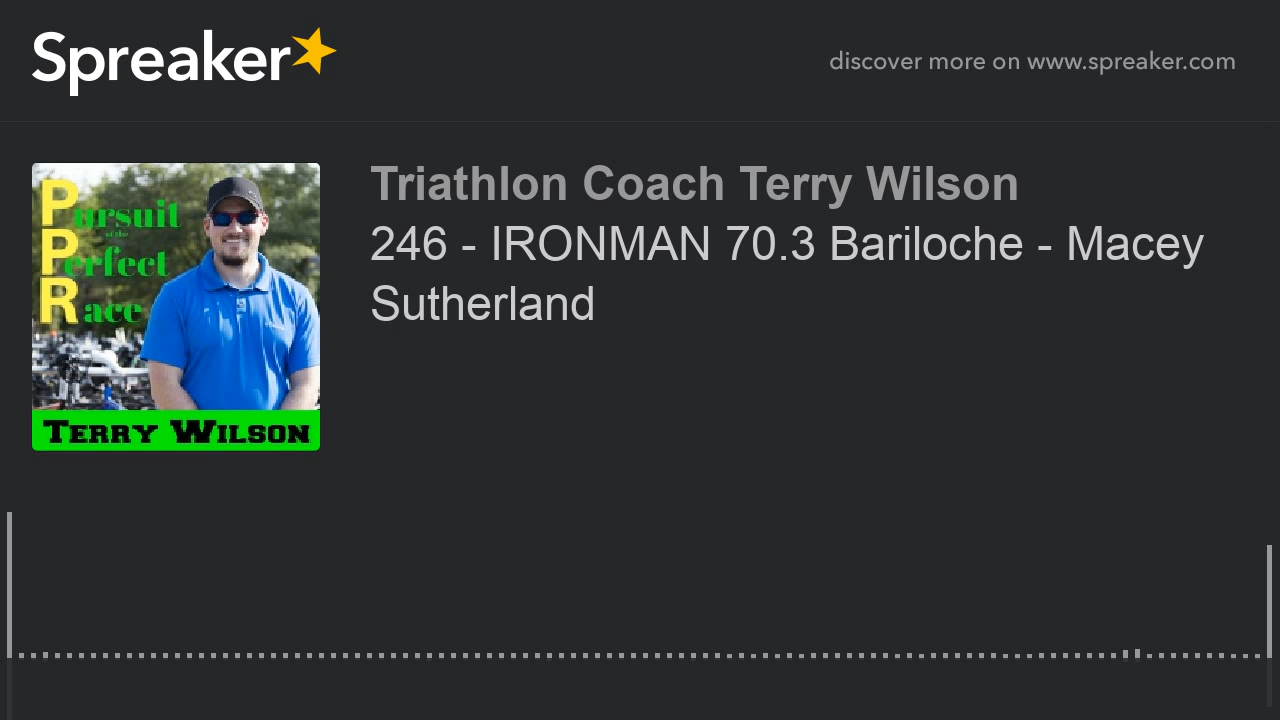 Spreaker
discover more on www.spreaker.com
Triathlon Coach Terry Wilson
246 - IRONMAN 70.3 Bariloche - Macey
Sutherland
Pursuit
of the
Perfect
Race
TERRY WILSON